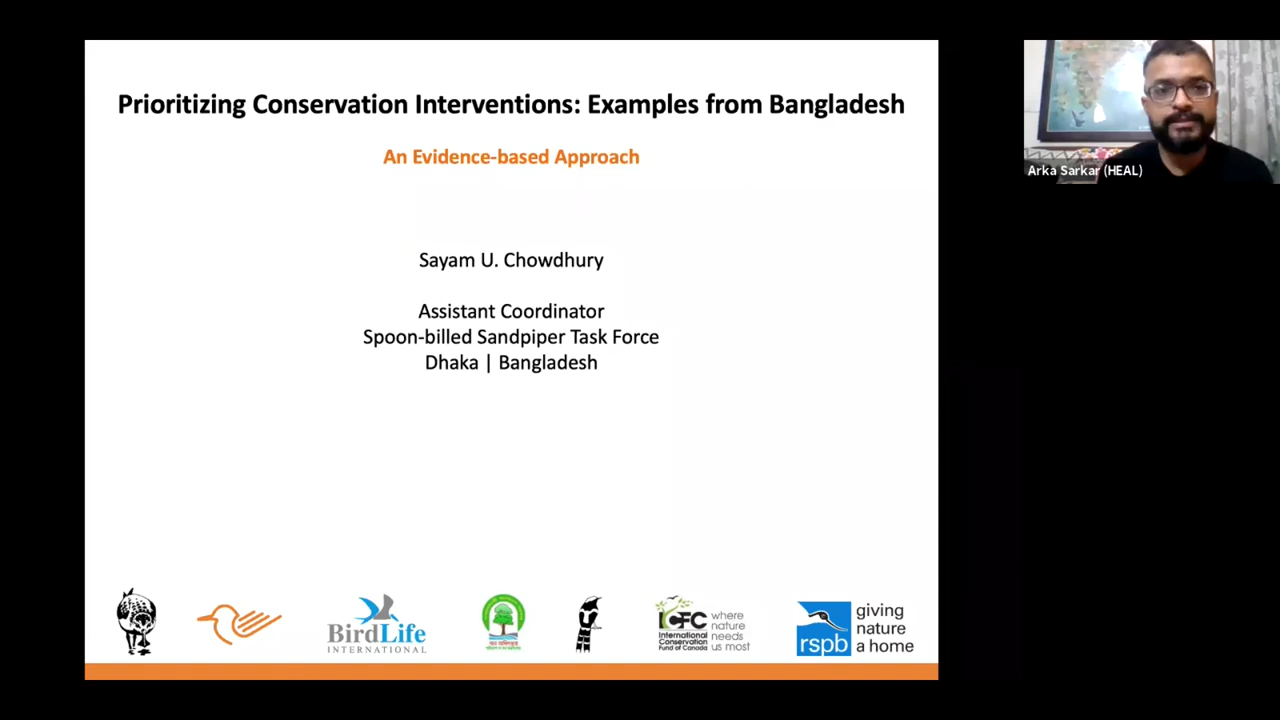 Prioritizing Conservation Interventions: Examples from Bangladesh
An Evidence-based Approach
Sayam U. Chowdhury
Assistant Coordinator
Spoon-billed Sandpiper Task Force
Dhaka | Bangladesh
Arka Sarkar (HEAL)
BirdLife
INTERNATIONAL
ICFC
International
Conservation
Fund of Canada
where
nature
needs
us most
rspb
giving
nature
a home